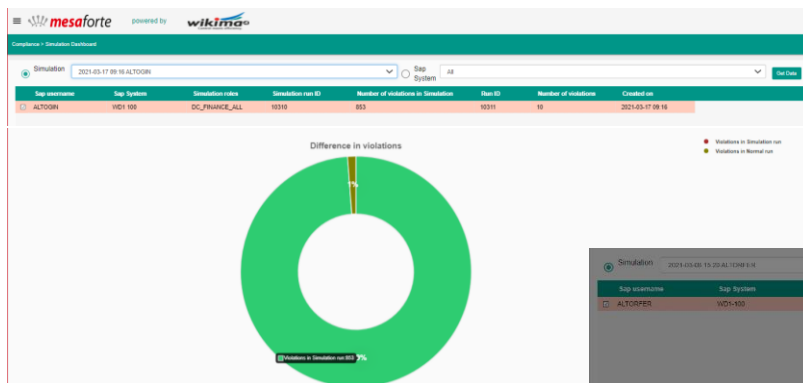 mesaforte powered by wikima
Compliance > Simulation Dashboard
Simulation 2021-03-17 09:16 ALTOGIN Sap System All Get Data
Sap username Sap System Simulation roles Simulation run ID Number of violations in Simulation Run ID Number of violations Created on
ALTOGIN WD1 100 DC_FINANCE_ALL 10310 853 10311 10 2021-03-17 09:16
Difference in violations
Violations in Simulation run
Violations in Normal run
1%
Simulation
Sap username Sap System
ALTORFER WD1-100
Violations in Simulation run:853